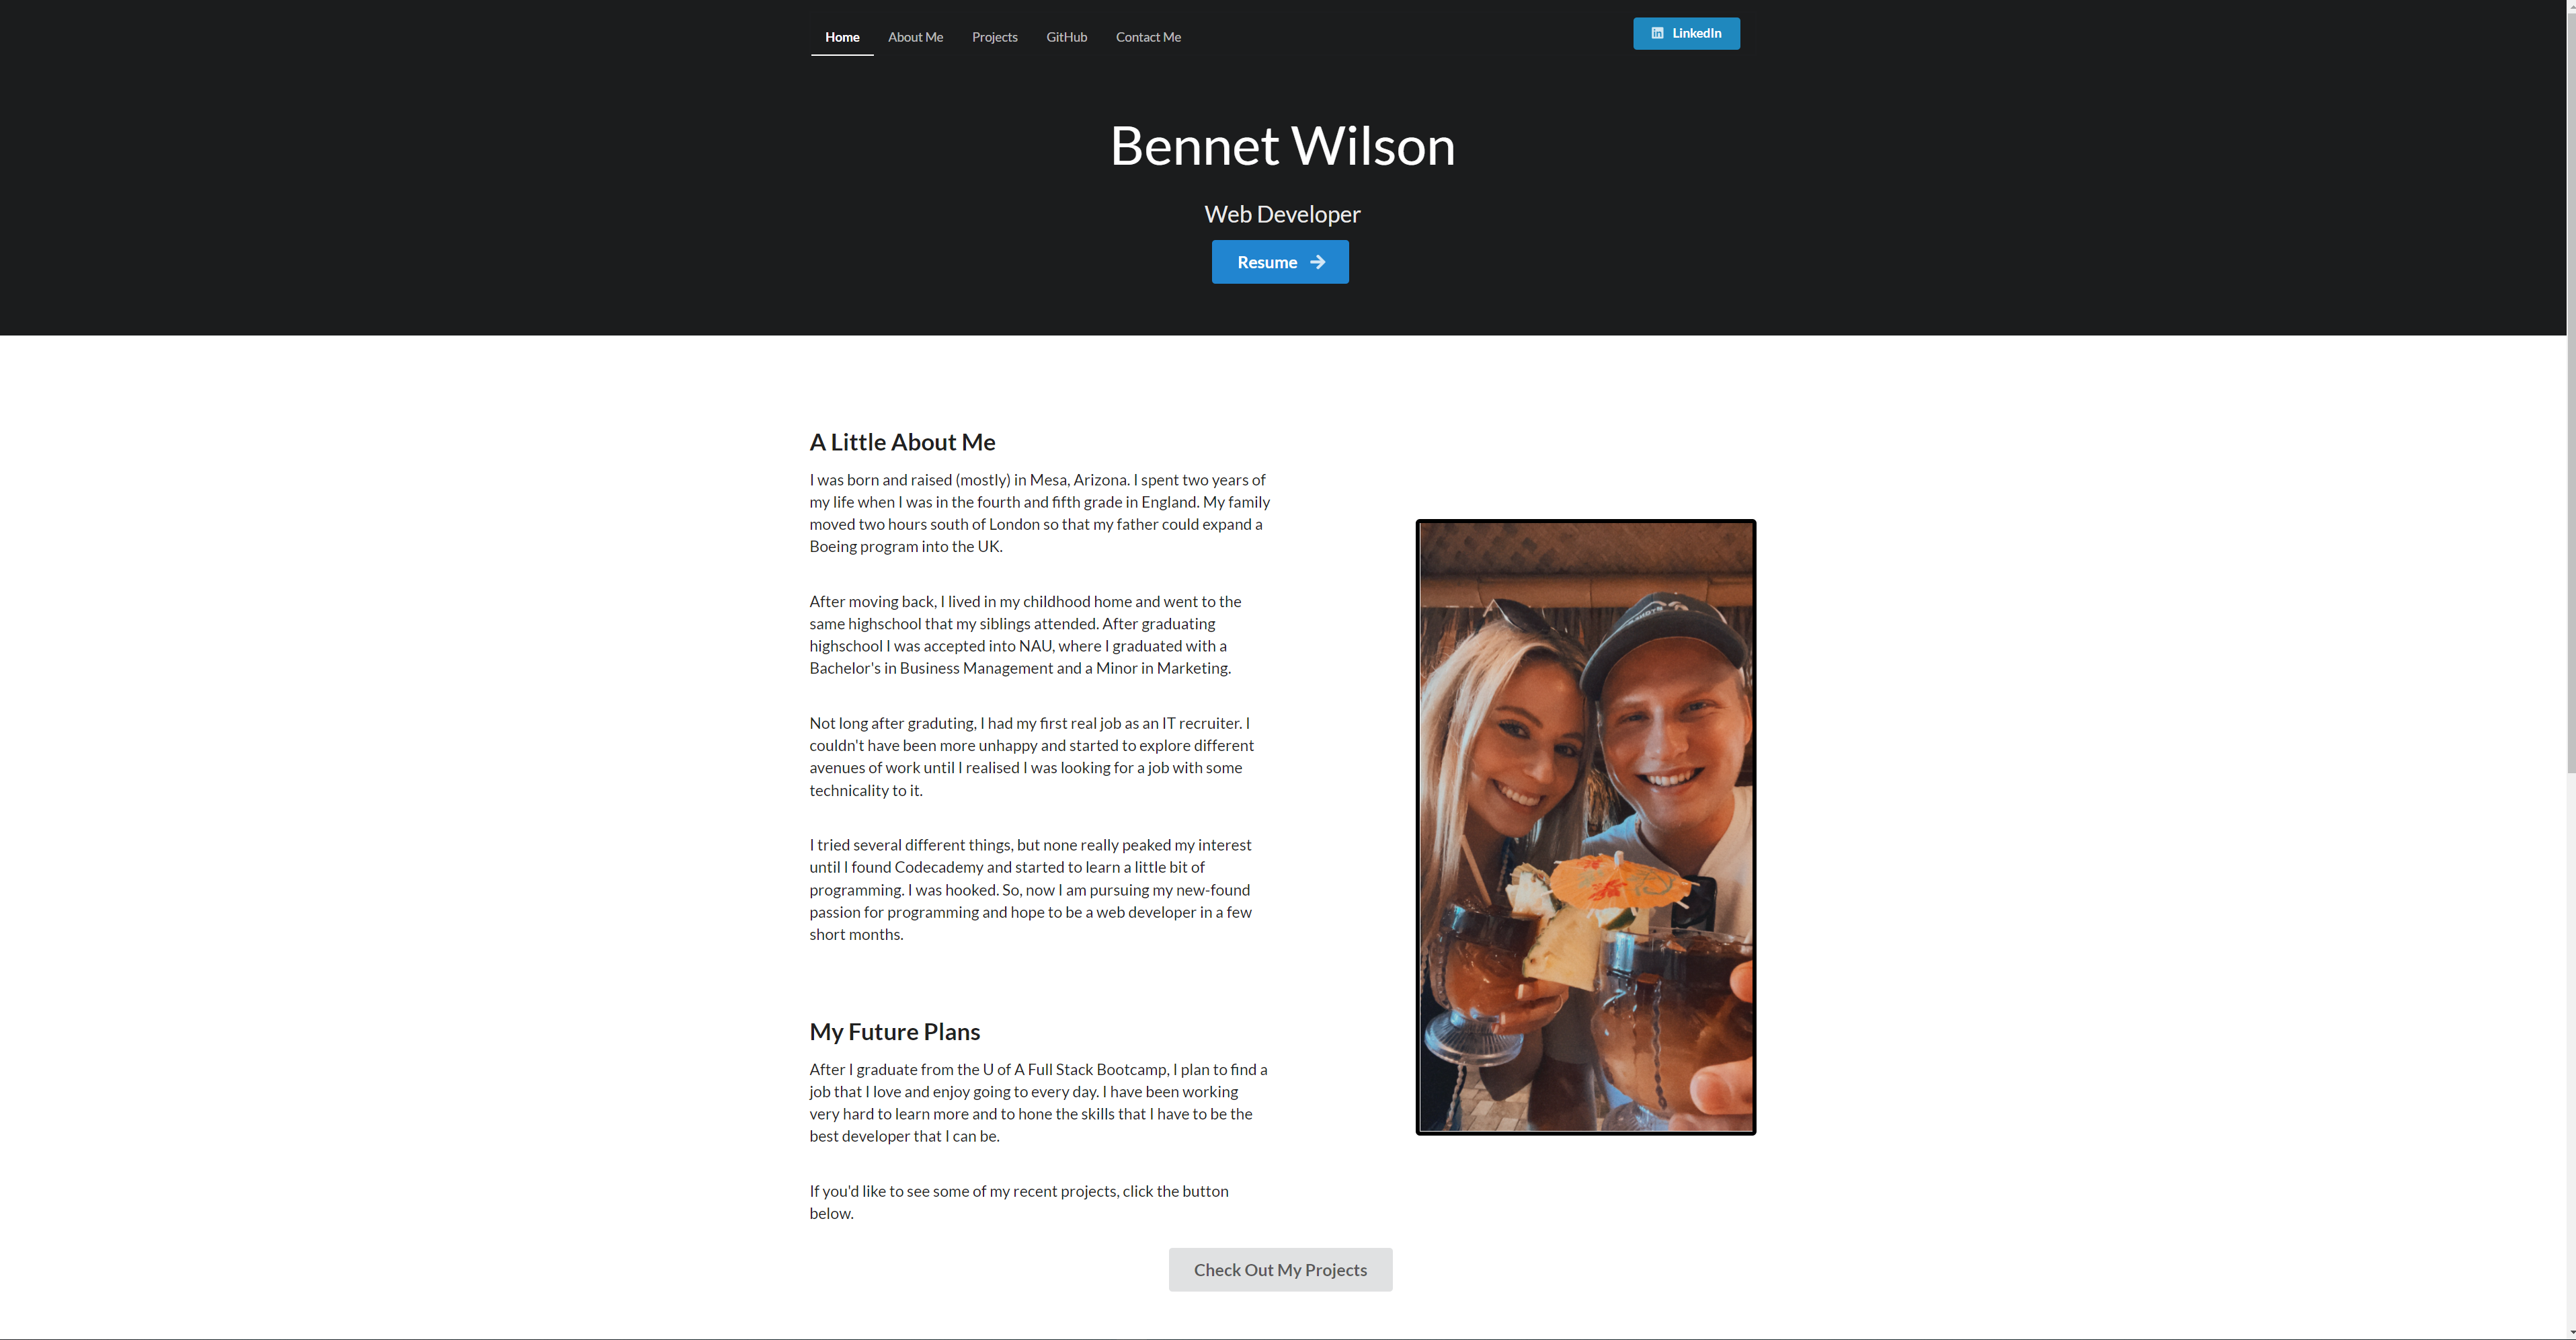 Home About Me Projects GitHub Contact Me LinkedIn
Bennet Wilson
Web Developer
Resume
A Little About Me
I was born and raised (mostly) in Mesa, Arizona. I spent two years of
my life when I was in the fourth and fifth grade in England. My family
moved two hours south of London so that my father could expand a
Boeing program into the UK.
After moving back, I lived in my childhood home and went to the
same highschool that my siblings attended. After graduating
highschool I was accepted into NAU, where I graduated with a
Bachelor's in Business Management and a Minor in Marketing.
Not long after graduting, I had my first real job as an IT recruiter. I
couldn't have been more unhappy and started to explore different
avenues of work until I realised I was looking for a job with some
technicality to it.
I tried several different things, but none really peaked my interest
until I found Codecademy and started to learn a little bit of
programming. I was hooked. So, now I am pursuing my new-found
passion for programming and hope to be a web developer in a few
short months.
My Future Plans
After I graduate from the U of A Full Stack Bootcamp, I plan to find a
job that I love and enjoy going to every day. I have been working
very hard to learn more and to hone the skills that I have to be the
best developer that I can be.
If you'd like to see some of my recent projects, click the button
below.
Check Out My Projects